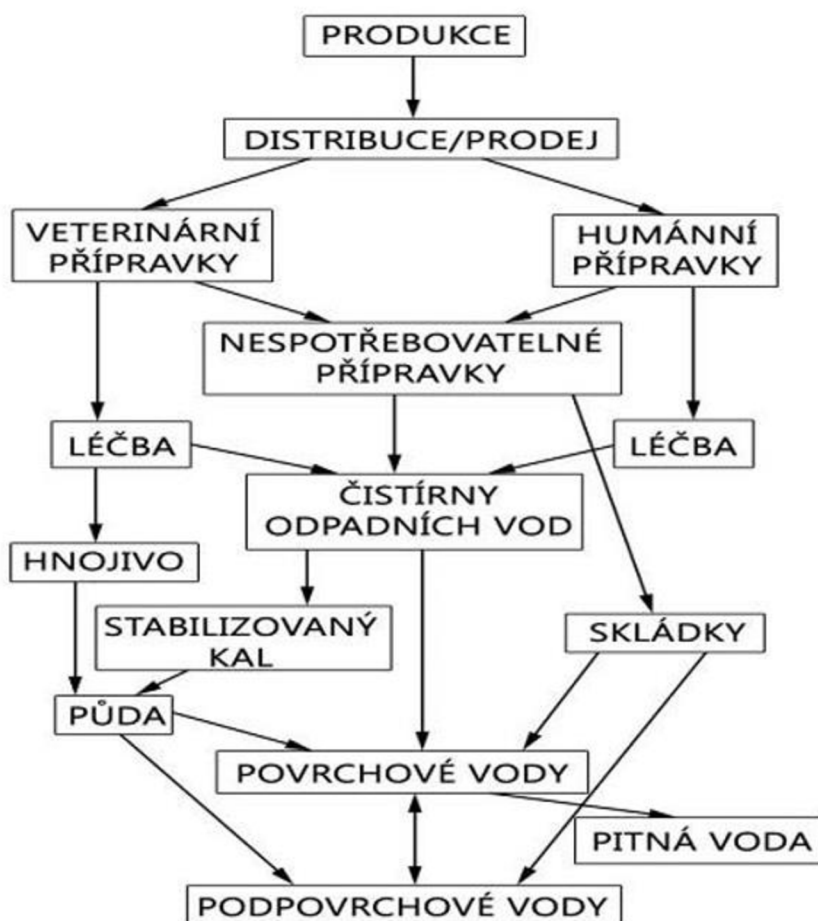 PRODUKCE
DISTRIBUCE/PRODEJ
VETERINÁRNÍ
PŘÍPRAVKY
HUMÁNNÍ
PŘÍPRAVKY
NESPOTŘEBOVATELNÉ
PŘÍPRAVKY
LÉČBA
LÉČBA
ČISTÍRNY
ODPADNÍCH VOD
HNOJIVO
STABILIZOVANÝ
KAL
SKLÁDKY
PŮDA
POVRCHOVÉ VODY
PITNÁ VODA
PODPOVRCHOVÉ VODY